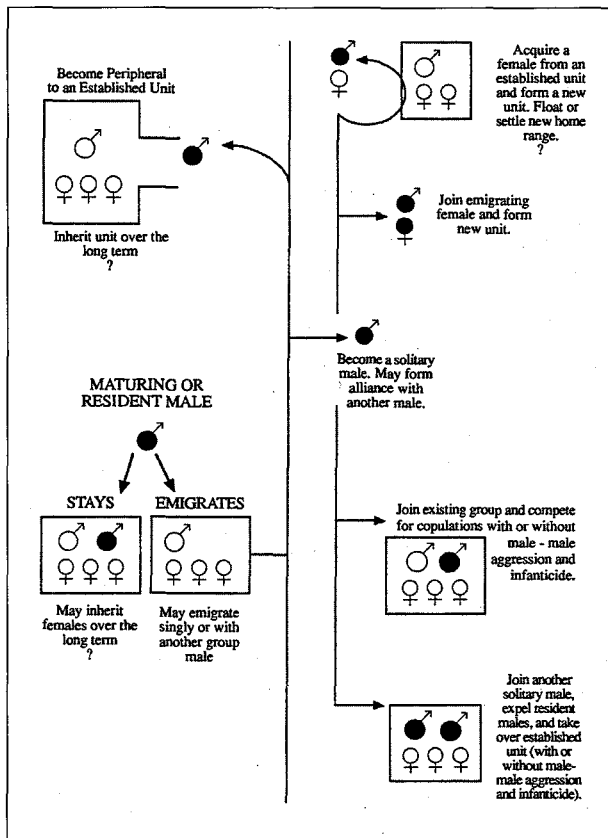 Become Peripheral
to an Established Unit
Inherit unit over the
long term
?
MATURING OR
RESIDENT MALE
STAYS
May inherit
females over the
long term
?
EMIGRATES
May emigrate
singly or with
another group
male
Acquire a
female from an
established unit
and form a new
unit. Float or
settle new home
range.
?
Join emigrating
female and form
new unit.
Become a solitary
male. May form
alliance with
another male.
Join existing group and compete
for copulations with or without
male - male
aggression and
infanticide.
Join another
solitary male,
expel resident
males, and take
over established
unit (with or
without male-
male aggression
and infanticide).